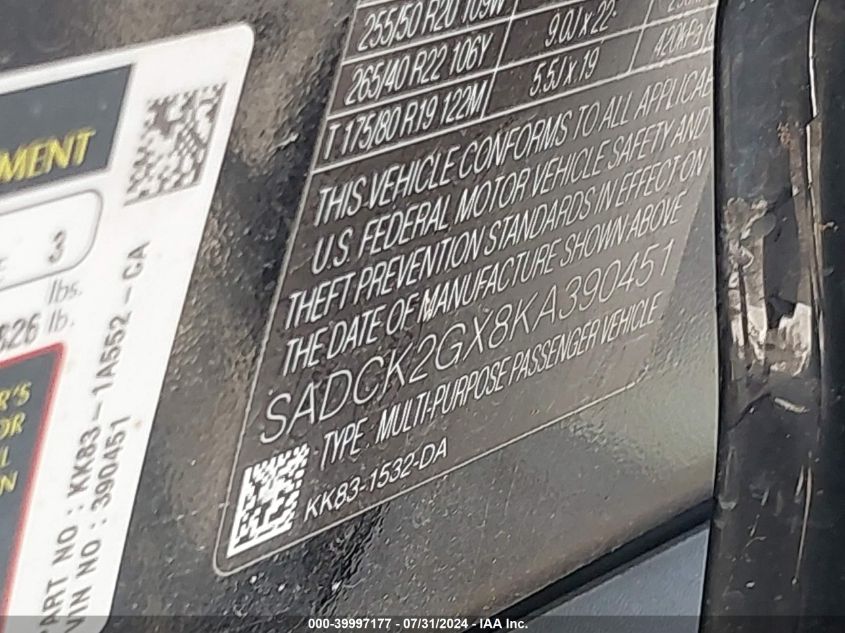 MENT
3
lbs.
lb.
PART NO : KK83-1A552-CA
VIN NO : 390451
255/50 R20 109W
265/40 R22 106Y 9.0J x 22
T 175/80 R19 122M 5.5J x 19 420kPa
THIS VEHICLE CONFORMS TO ALL APPLICAB
U.S. FEDERAL MOTOR VEHICLE SAFETY AND
THEFT PREVENTION STANDARDS IN EFFECT ON
THE DATE OF MANUFACTURE SHOWN ABOVE
SADCK2GX8KA390451
TYPE MULTI-PURPOSE PASSENGER VEHICLE
KK83-1532-DA
000-39997177 - 07/31/2024 - IAA Inc.